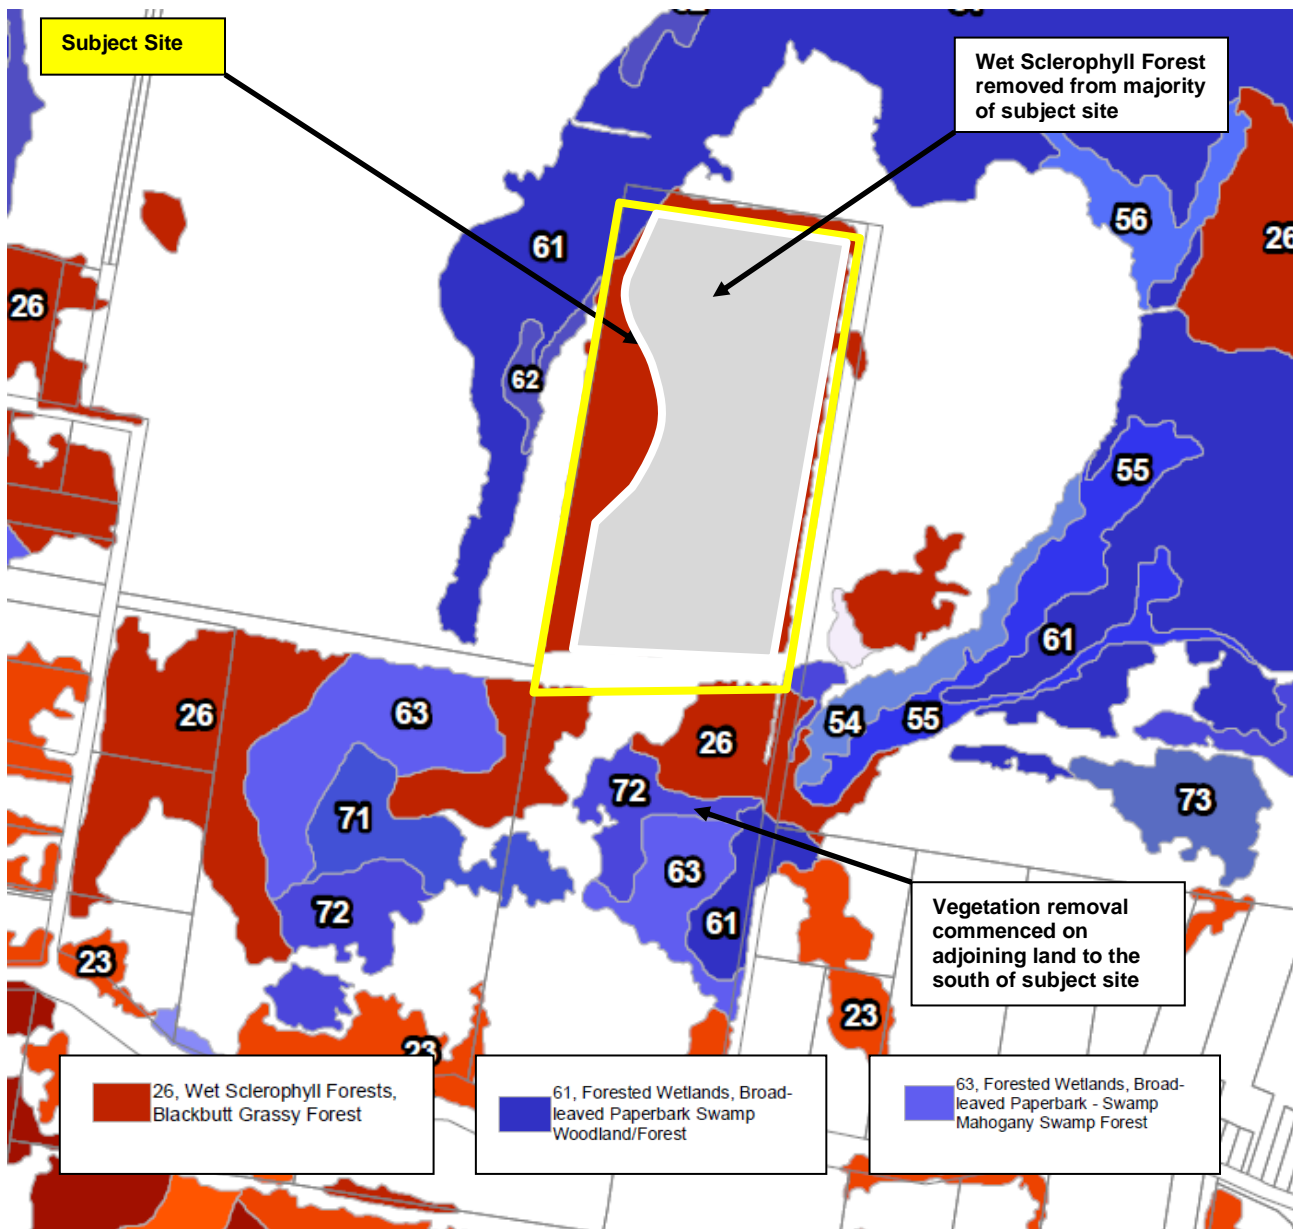 Subject Site
Wet Sclerophyll Forest
removed from majority
of subject site
61
56
26
26
62
55
61
26
63
54
55
26
72
73
71
63
72
61
Vegetation removal
commenced on
adjoining land to the
south of subject site
23
23
23
26, Wet Sclerophyll Forests,
Blackbutt Grassy Forest
61, Forested Wetlands, Broad-
leaved Paperbark Swamp
Woodland/Forest
63, Forested Wetlands, Broad-
leaved Paperbark - Swamp
Mahogany Swamp Forest